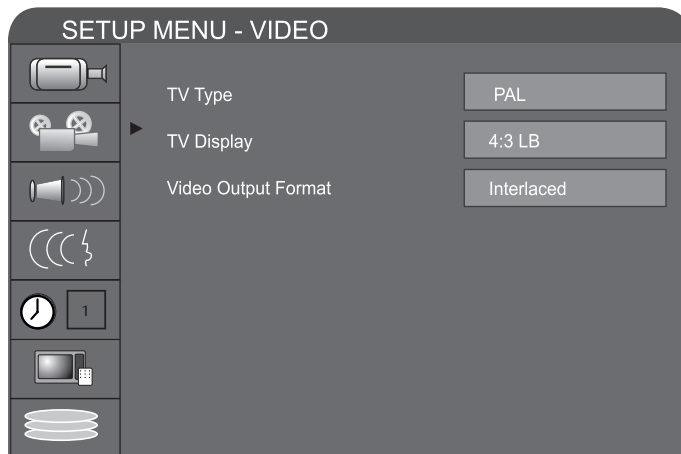 SETUP MENU - VIDEO
TV Type PAL
TV Display 4:3 LB
Video Output Format Interlaced
1